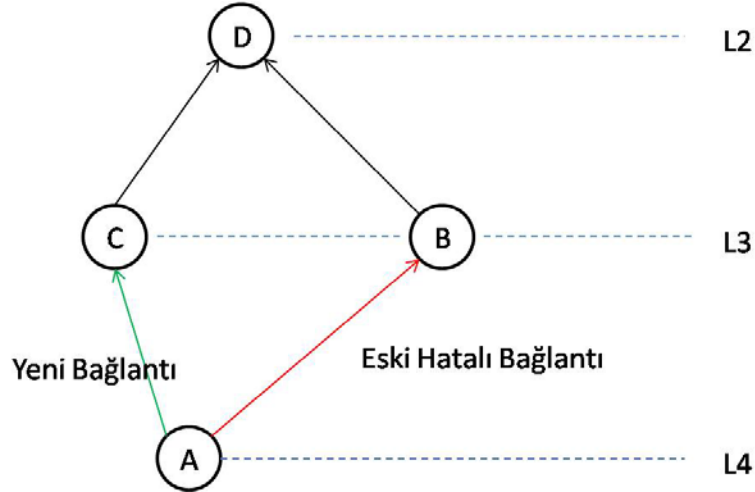 D
L2
C
B
L3
Yeni Bağlantı
Eski Hatalı Bağlantı
A
L4